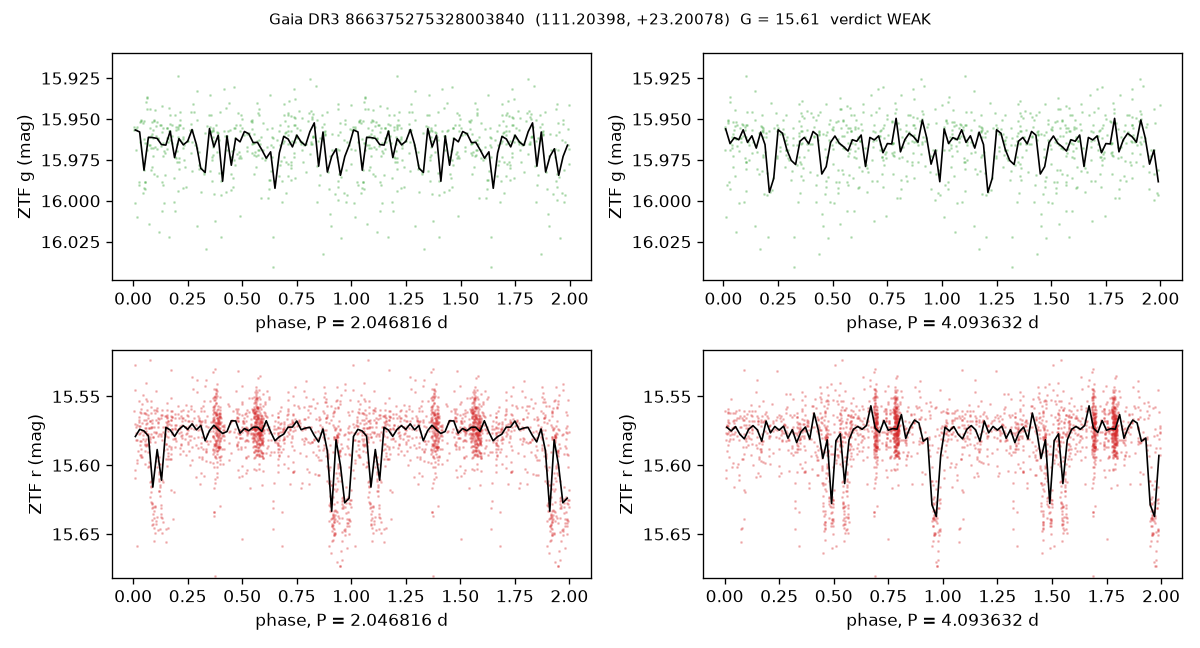 Gaia DR3 866375275328003840  (111.20398, +23.20078)  G = 15.61  verdict WEAK
ZTF g (mag)
15.925
15.950
15.975
16.000
16.025
0.00 0.25 0.50 0.75 1.00 1.25 1.50 1.75 2.00
phase, P = 2.046816 d
ZTF g (mag)
15.925
15.950
15.975
16.000
16.025
0.00 0.25 0.50 0.75 1.00 1.25 1.50 1.75 2.00
phase, P = 4.093632 d
ZTF r (mag)
15.55
15.60
15.65
0.00 0.25 0.50 0.75 1.00 1.25 1.50 1.75 2.00
phase, P = 2.046816 d
ZTF r (mag)
15.55
15.60
15.65
0.00 0.25 0.50 0.75 1.00 1.25 1.50 1.75 2.00
phase, P = 4.093632 d